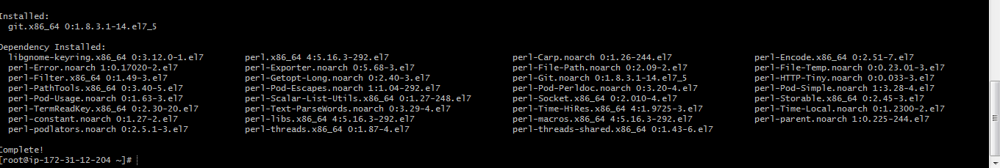 Installed:
  git.x86_64 0:1.8.3.1-14.el7_5
Dependency Installed:
  libgnome-keyring.x86_64 0:3.12.0-1.el7        perl.x86_64 4:5.16.3-292.el7        perl-Carp.noarch 0:1.26-244.el7        perl-Encode.x86_64 0:2.51-7.el7
  perl-Error.noarch 1:0.17020-2.el7        perl-Exporter.noarch 0:5.68-3.el7        perl-File-Path.noarch 0:2.09-2.el7        perl-File-Temp.noarch 0:0.23.01-3.el7
  perl-Filter.x86_64 0:1.49-3.el7        perl-Getopt-Long.noarch 0:2.40-3.el7        perl-Git.noarch 0:1.8.3.1-14.el7_5        perl-HTTP-Tiny.noarch 0:0.033-3.el7
  perl-PathTools.x86_64 0:3.40-5.el7        perl-Pod-Escapes.noarch 1:1.04-292.el7        perl-Pod-Perldoc.noarch 0:3.20-4.el7        perl-Pod-Simple.noarch 1:3.28-4.el7
  perl-Pod-Usage.noarch 0:1.63-3.el7        perl-Scalar-List-Utils.x86_64 0:1.27-248.el7        perl-Socket.x86_64 0:2.010-4.el7        perl-Storable.x86_64 0:2.45-3.el7
  perl-TermReadKey.x86_64 0:2.30-20.el7        perl-Text-ParseWords.noarch 0:3.29-4.el7        perl-Time-HiRes.x86_64 4:1.9725-3.el7        perl-Time-Local.noarch 0:1.2300-2.el7
  perl-constant.noarch 0:1.27-2.el7        perl-libs.x86_64 4:5.16.3-292.el7        perl-macros.x86_64 4:5.16.3-292.el7        perl-parent.noarch 1:0.225-244.el7
  perl-podlators.noarch 0:2.5.1-3.el7        perl-threads.x86_64 0:1.87-4.el7        perl-threads-shared.x86_64 0:1.43-6.el7
Complete!
[root@ip-172-31-12-204 ~]#